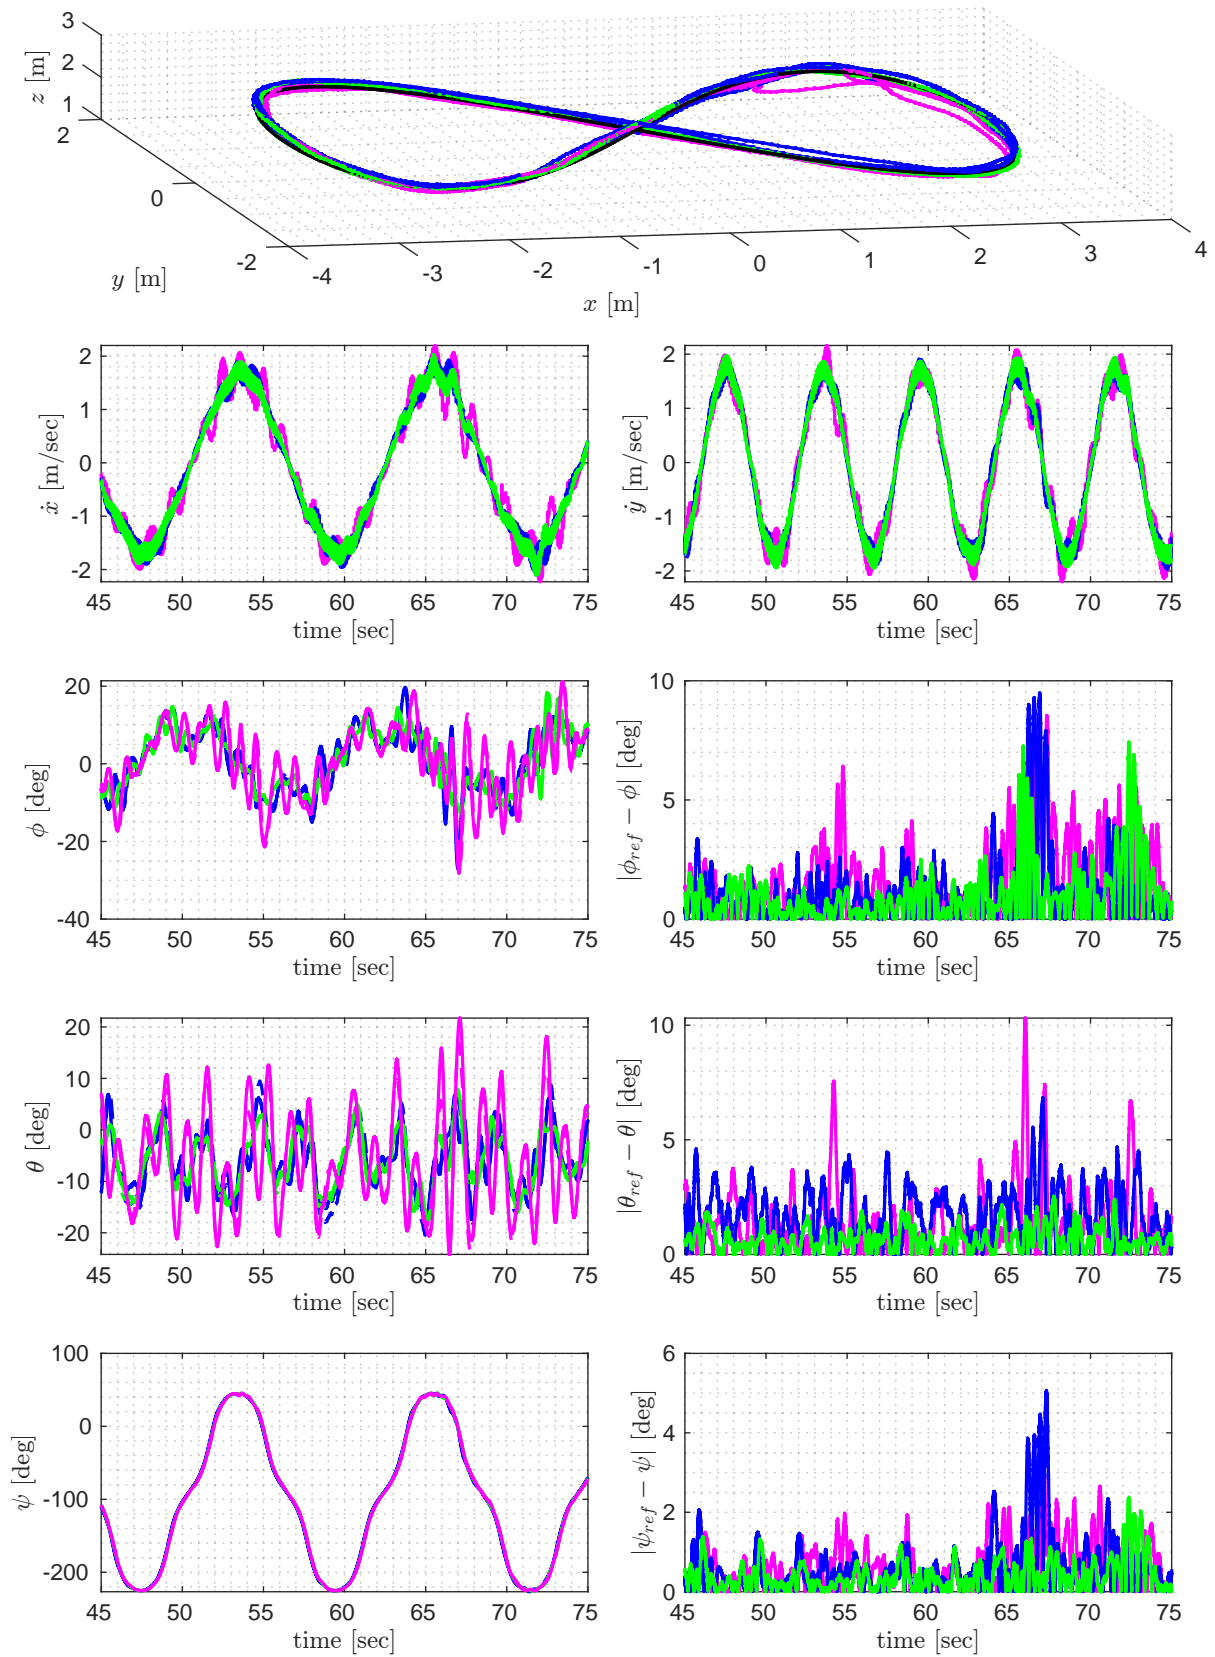 3
2
1
z [m]
2
0
-2
y [m]
-4
-3
-2
-1
0
1
2
3
4
x [m]
2
1
0
-1
-2
ẋ [m/sec]
45 50 55 60 65 70 75
time [sec]
2
1
0
-1
-2
ẏ [m/sec]
45 50 55 60 65 70 75
time [sec]
20
0
-20
-40
ϕ [deg]
45 50 55 60 65 70 75
time [sec]
10
5
0
|ϕ_ref − ϕ| [deg]
45 50 55 60 65 70 75
time [sec]
20
10
0
-10
-20
θ [deg]
45 50 55 60 65 70 75
time [sec]
10
5
0
|θ_ref − θ| [deg]
45 50 55 60 65 70 75
time [sec]
100
0
-100
-200
ψ [deg]
45 50 55 60 65 70 75
time [sec]
6
4
2
0
|ψ_ref − ψ| [deg]
45 50 55 60 65 70 75
time [sec]